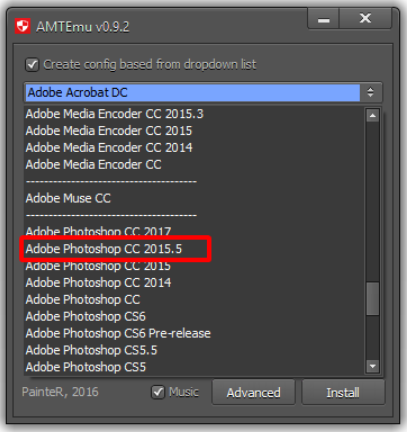 AMTEmu v0.9.2
Create config based from dropdown list
Adobe Acrobat DC
Adobe Media Encoder CC 2015.3
Adobe Media Encoder CC 2015
Adobe Media Encoder CC 2014
Adobe Media Encoder CC
--------------------------------------
Adobe Muse CC
--------------------------------------
Adobe Photoshop CC 2017
Adobe Photoshop CC 2015.5
Adobe Photoshop CC 2015
Adobe Photoshop CC 2014
Adobe Photoshop CC
Adobe Photoshop CS6
Adobe Photoshop CS6 Pre-release
Adobe Photoshop CS5.5
Adobe Photoshop CS5
PainteR, 2016 Music Advanced Install